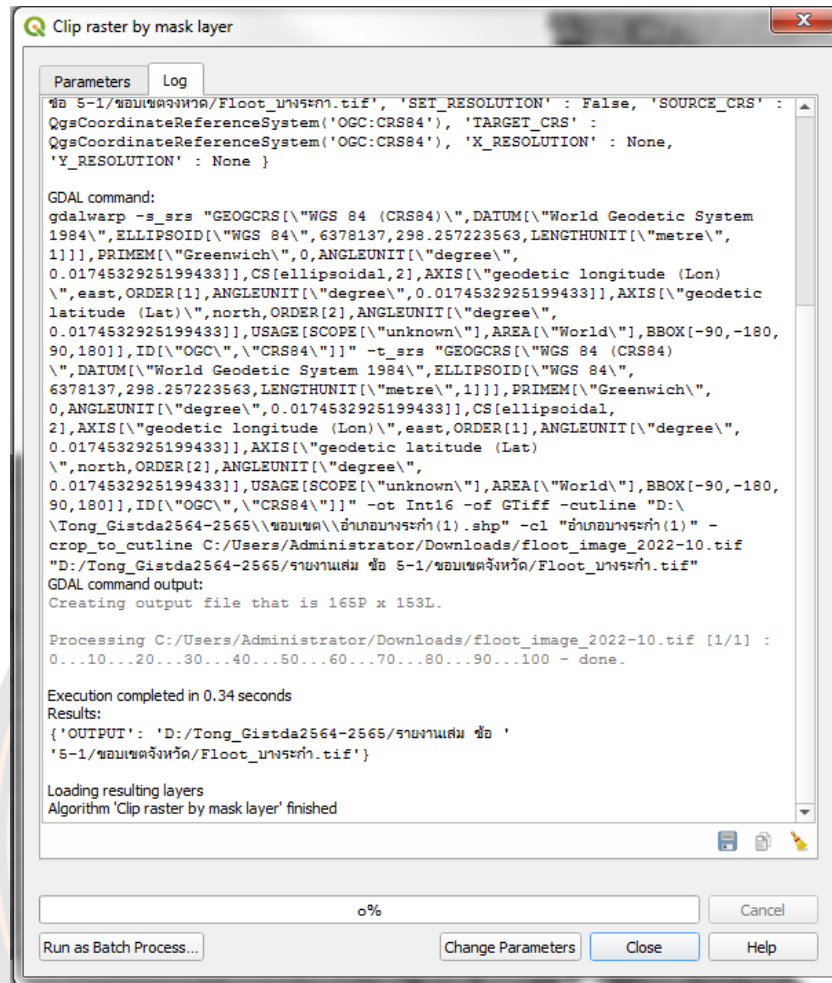 Clip raster by mask layer
Parameters
Log
ข้อ 5-1/ขอบเขตจังหวัด/Floot_บางระกำ.tif', 'SET_RESOLUTION' : False, 'SOURCE_CRS' :
QgsCoordinateReferenceSystem('OGC:CRS84'), 'TARGET_CRS' :
QgsCoordinateReferenceSystem('OGC:CRS84'), 'X_RESOLUTION' : None,
'Y_RESOLUTION' : None }
GDAL command:
gdalwarp -s_srs "GEOGCRS[\"WGS 84 (CRS84)\",DATUM[\"World Geodetic System
1984\",ELLIPSOID[\"WGS 84\",6378137,298.257223563,LENGTHUNIT[\"metre\",
1]]],PRIMEM[\"Greenwich\",0,ANGLEUNIT[\"degree\",
0.0174532925199433]],CS[ellipsoidal,2],AXIS[\"geodetic longitude (Lon)
\",east,ORDER[1],ANGLEUNIT[\"degree\",0.0174532925199433]],AXIS[\"geodetic
latitude (Lat)\",north,ORDER[2],ANGLEUNIT[\"degree\",
0.0174532925199433]],USAGE[SCOPE[\"unknown\"],AREA[\"World\"],BBOX[-90,-180,
90,180]],ID[\"OGC\",\"CRS84\"]]" -t_srs "GEOGCRS[\"WGS 84 (CRS84)
\",DATUM[\"World Geodetic System 1984\",ELLIPSOID[\"WGS 84\",
6378137,298.257223563,LENGTHUNIT[\"metre\",1]]],PRIMEM[\"Greenwich\",
0,ANGLEUNIT[\"degree\",0.0174532925199433]],CS[ellipsoidal,
2],AXIS[\"geodetic longitude (Lon)\",east,ORDER[1],ANGLEUNIT[\"degree\",
0.0174532925199433]],AXIS[\"geodetic latitude (Lat)
\",north,ORDER[2],ANGLEUNIT[\"degree\",
0.0174532925199433]],USAGE[SCOPE[\"unknown\"],AREA[\"World\"],BBOX[-90,-180,
90,180]],ID[\"OGC\",\"CRS84\"]]" -ot Int16 -of GTiff -cutline "D:\
\Tong_Gistda2564-2565\\ขอบเขต\\อำเภอบางระกำ(1).shp" -cl "อำเภอบางระกำ(1)" -
crop_to_cutline C:/Users/Administrator/Downloads/floot_image_2022-10.tif
"D:/Tong_Gistda2564-2565/รายงานเล่ม ข้อ 5-1/ขอบเขตจังหวัด/Floot_บางระกำ.tif"
GDAL command output:
Creating output file that is 165P x 153L.
Processing C:/Users/Administrator/Downloads/floot_image_2022-10.tif [1/1] :
0...10...20...30...40...50...60...70...80...90...100 - done.
Execution completed in 0.34 seconds
Results:
{'OUTPUT': 'D:/Tong_Gistda2564-2565/รายงานเล่ม ข้อ '
'5-1/ขอบเขตจังหวัด/Floot_บางระกำ.tif'}
Loading resulting layers
Algorithm 'Clip raster by mask layer' finished
0%
Cancel
Run as Batch Process...
Change Parameters
Close
Help